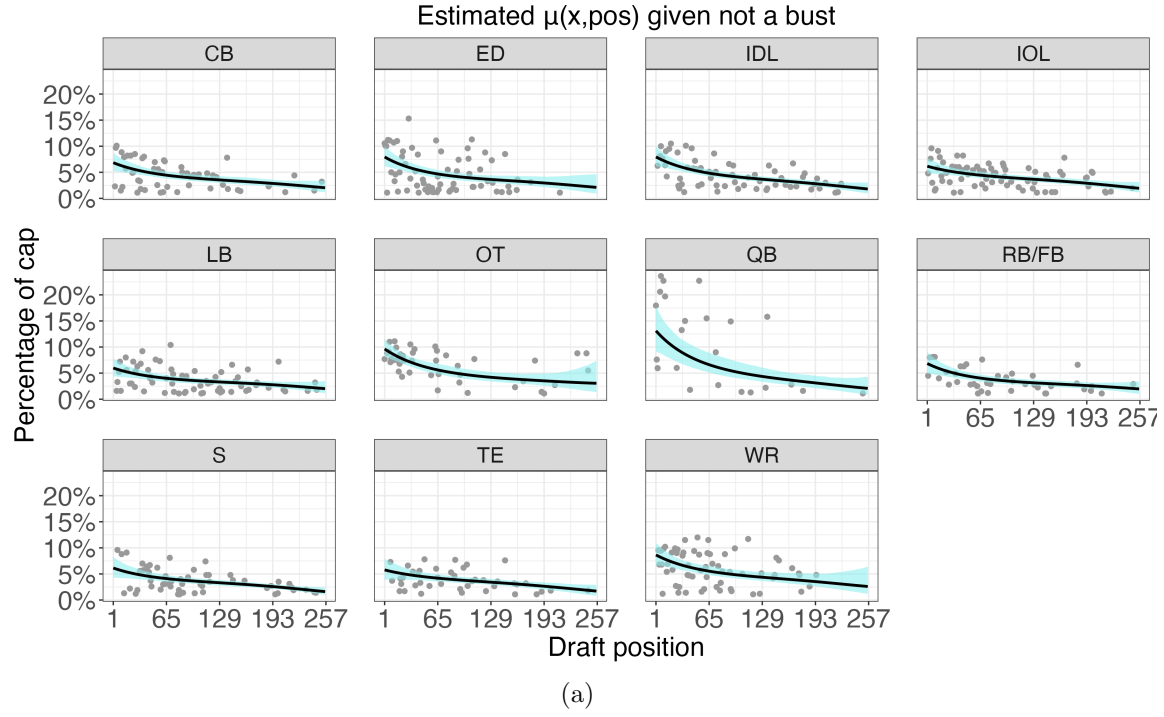 Estimated μ(x,pos) given not a bust
CB ED IDL IOL
20%
15%
10%
5%
0%
LB OT QB RB/FB
20%
15%
10%
5%
0%
1 65 129 193 257
S TE WR
20%
15%
10%
5%
0%
1 65 129 193 257 1 65 129 193 257 1 65 129 193 257
Percentage of cap
Draft position
(a)